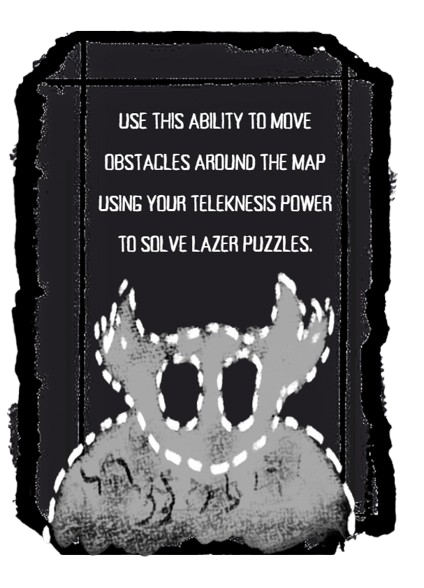 USE THIS ABILITY TO MOVE
OBSTACLES AROUND THE MAP
USING YOUR TELEKNESIS POWER
TO SOLVE LAZER PUZZLES.